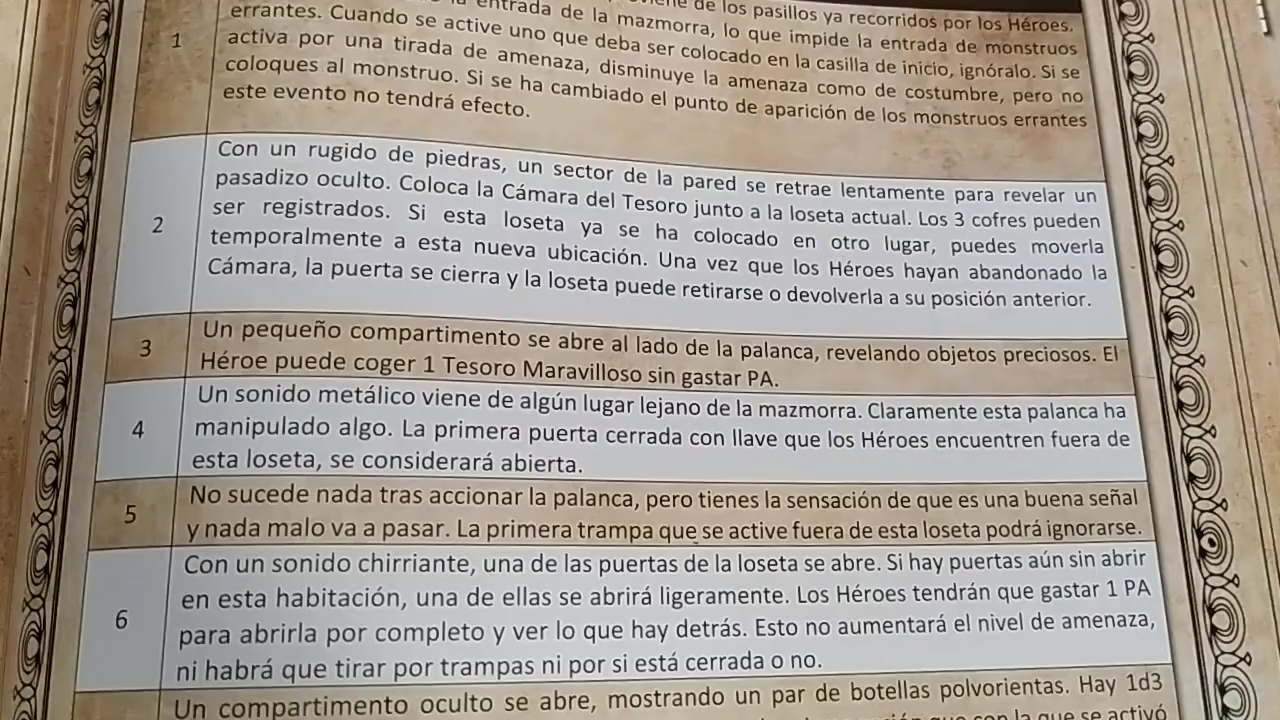 entrada de la mazmorra, lo que impide la entrada de monstruos
de los pasillos ya recorridos por los Héroes.
1
errantes. Cuando se active uno que deba ser colocado en la casilla de inicio, ignóralo. Si se
activa por una tirada de amenaza, disminuye la amenaza como de costumbre, pero no
coloques al monstruo. Si se ha cambiado el punto de aparición de los monstruos errantes
este evento no tendrá efecto.
2
Con un rugido de piedras, un sector de la pared se retrae lentamente para revelar un
pasadizo oculto. Coloca la Cámara del Tesoro junto a la loseta actual. Los 3 cofres pueden
ser registrados. Si esta loseta ya se ha colocado en otro lugar, puedes moverla
temporalmente a esta nueva ubicación. Una vez que los Héroes hayan abandonado la
Cámara, la puerta se cierra y la loseta puede retirarse o devolverla a su posición anterior.
3
Un pequeño compartimento se abre al lado de la palanca, revelando objetos preciosos. El
Héroe puede coger 1 Tesoro Maravilloso sin gastar PA.
4
Un sonido metálico viene de algún lugar lejano de la mazmorra. Claramente esta palanca ha
manipulado algo. La primera puerta cerrada con llave que los Héroes encuentren fuera de
esta loseta, se considerará abierta.
5
No sucede nada tras accionar la palanca, pero tienes la sensación de que es una buena señal
y nada malo va a pasar. La primera trampa que se active fuera de esta loseta podrá ignorarse.
6
Con un sonido chirriante, una de las puertas de la loseta se abre. Si hay puertas aún sin abrir
en esta habitación, una de ellas se abrirá ligeramente. Los Héroes tendrán que gastar 1 PA
para abrirla por completo y ver lo que hay detrás. Esto no aumentará el nivel de amenaza,
ni habrá que tirar por trampas ni por si está cerrada o no.
Un compartimento oculto se abre, mostrando un par de botellas polvorientas. Hay 1d3
con la que se activó